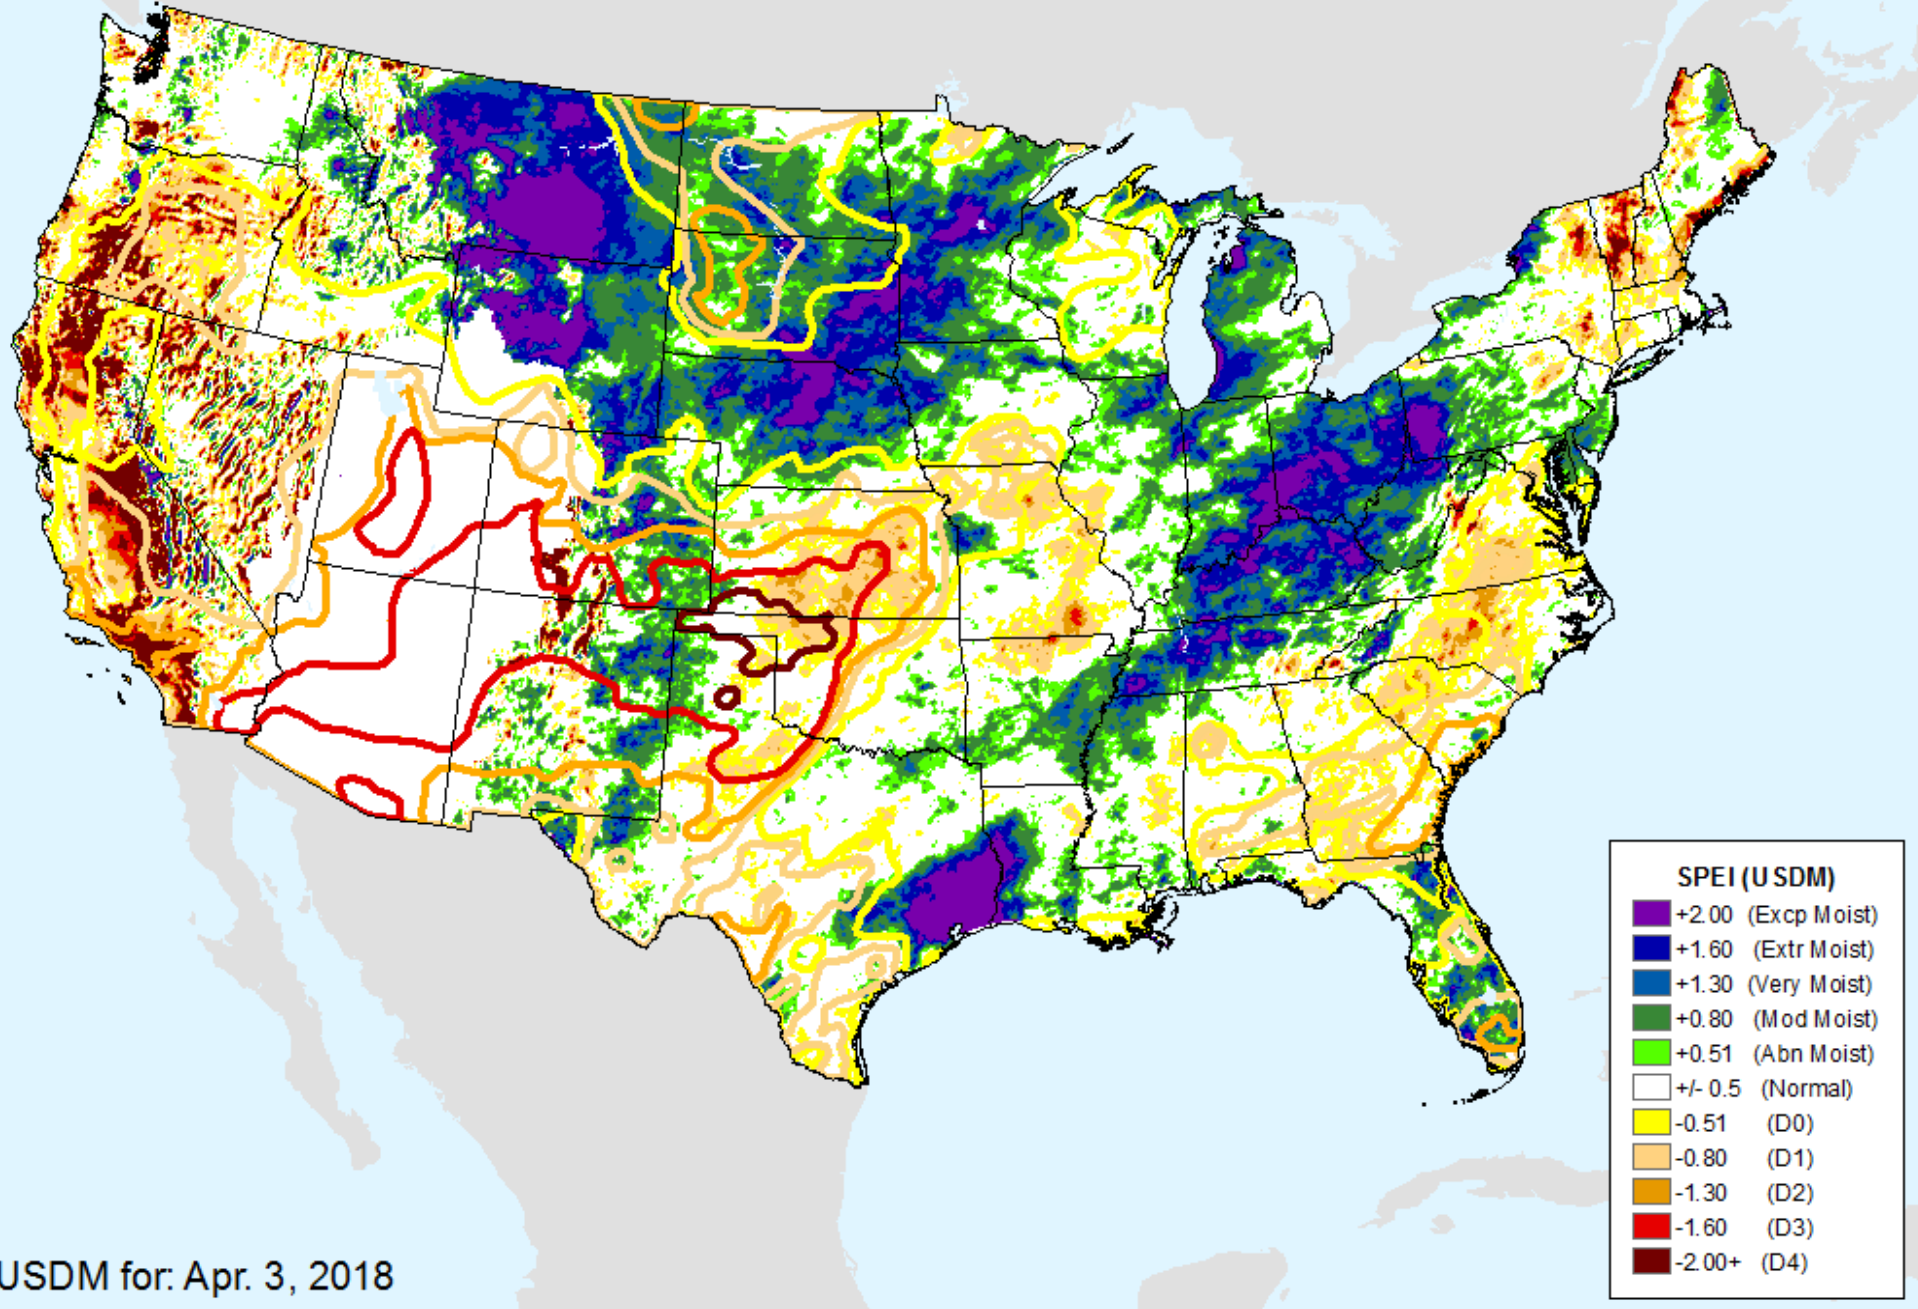 SPEI (USDM)
+2.00 (Excp Moist)
+1.60 (Extr Moist)
+1.30 (Very Moist)
+0.80 (Mod Moist)
+0.51 (Abn Moist)
+/- 0.5 (Normal)
-0.51 (D0)
-0.80 (D1)
-1.30 (D2)
-1.60 (D3)
-2.00+ (D4)
USDM for: Apr. 3, 2018